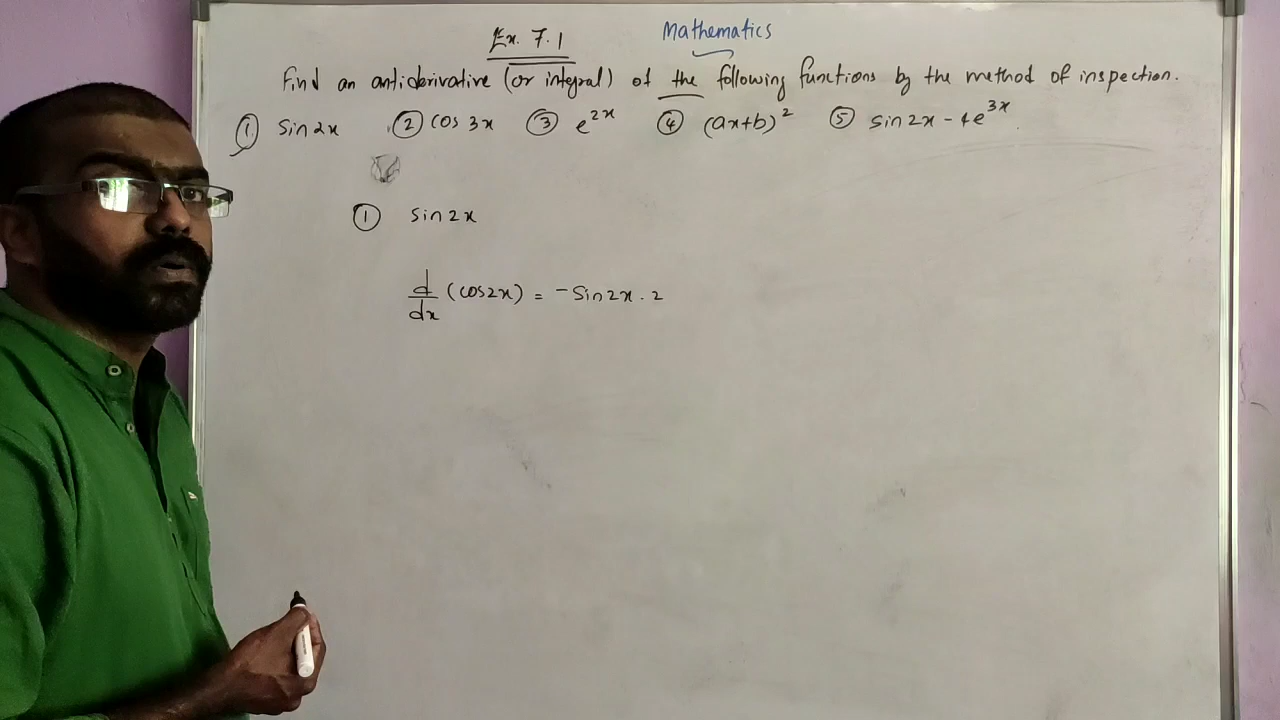 Ex. 7.1 Mathematics
Find an antiderivative (or integral) of the following functions by the method of inspection.
① Sin 2x ② Cos 3x ③ e^2x ④ (ax+b)^2 ⑤ Sin 2x - 4e^3x
① Sin 2x
d/dx (Cos2x) = -Sin 2x . 2